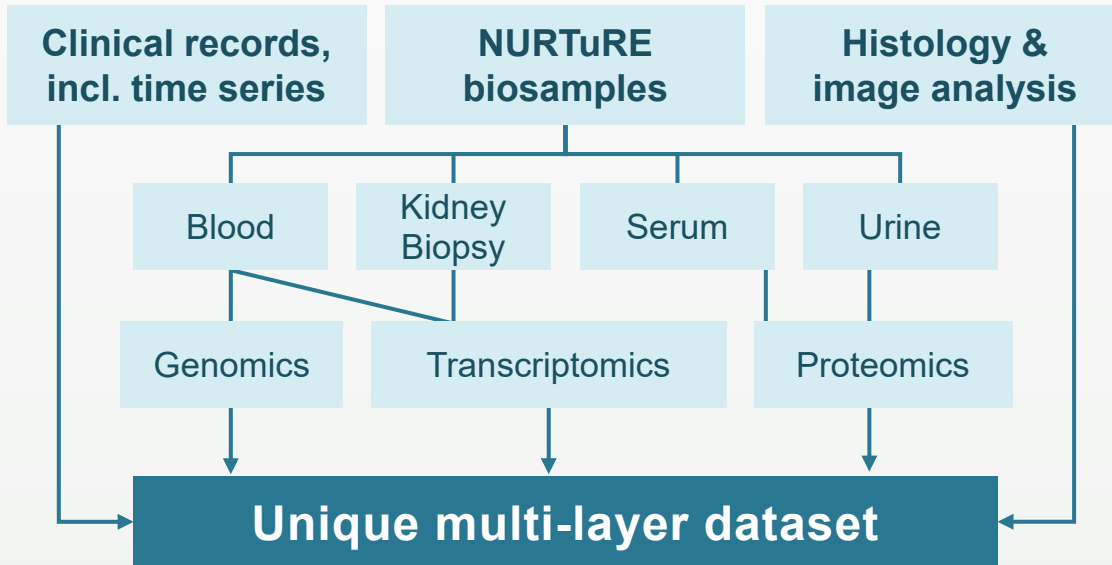 Clinical records,
incl. time series
NURTuRE
biosamples
Histology &
image analysis
Blood
Kidney
Biopsy
Serum
Urine
Genomics
Transcriptomics
Proteomics
Unique multi-layer dataset